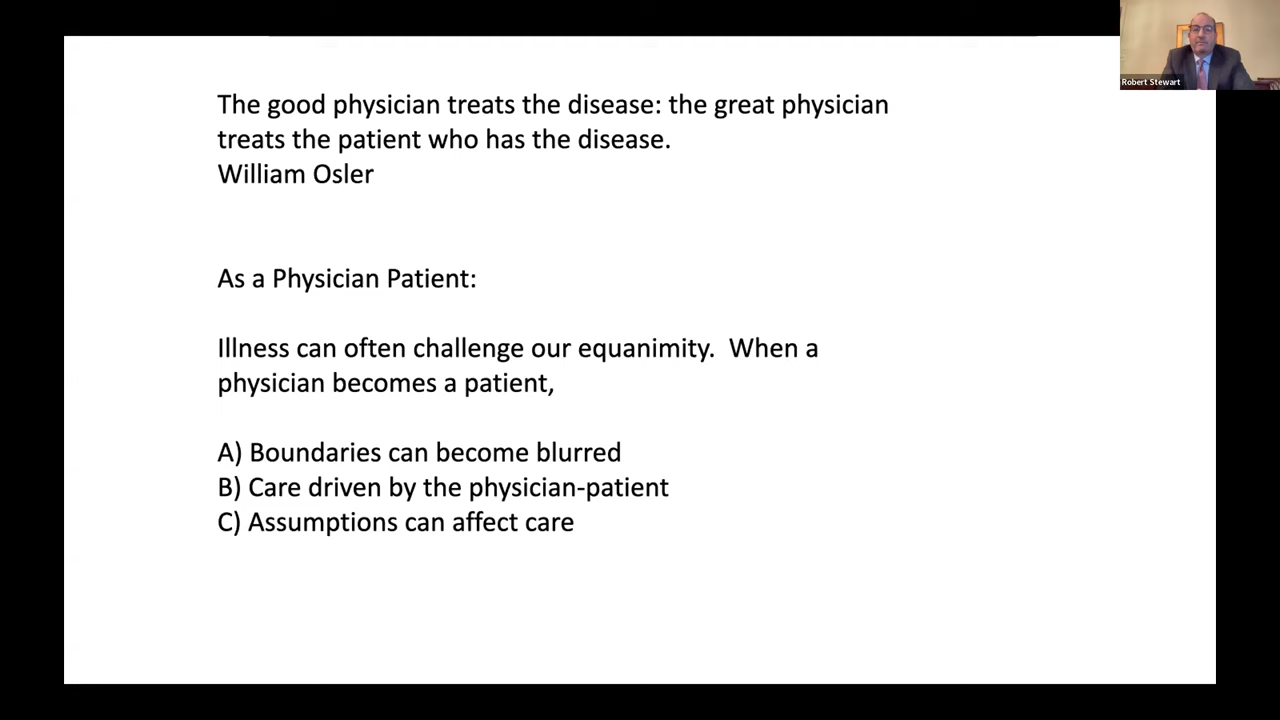 The good physician treats the disease: the great physician
treats the patient who has the disease.
William Osler
As a Physician Patient:
Illness can often challenge our equanimity.  When a
physician becomes a patient,
A) Boundaries can become blurred
B) Care driven by the physician-patient
C) Assumptions can affect care
Robert Stewart